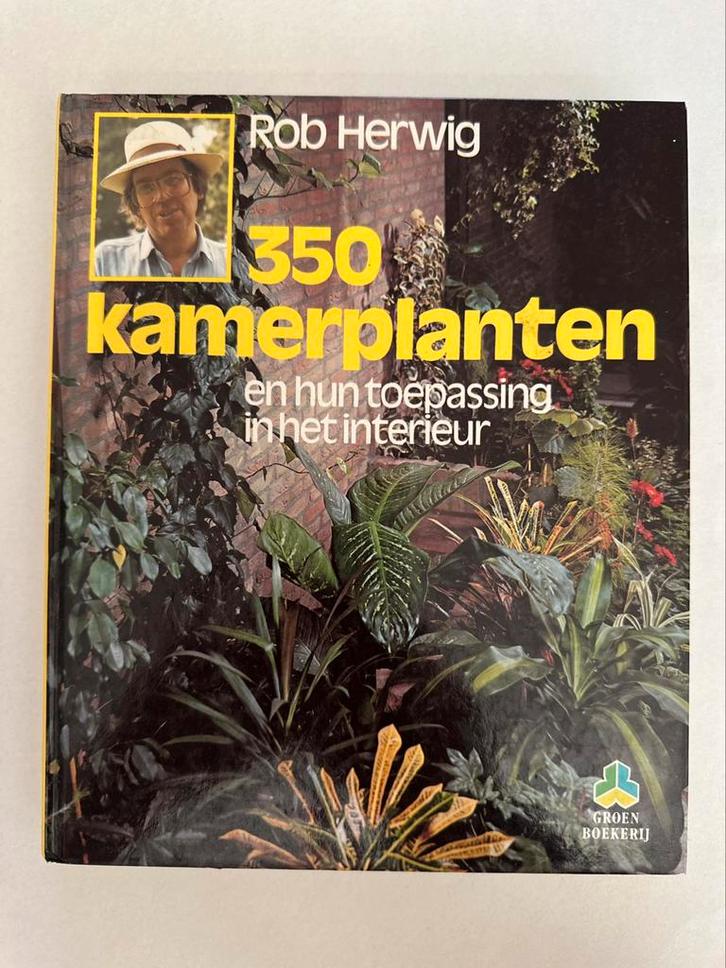 Rob Herwig
350
kamerplanten
en hun toepassing
in het interieur
GROEN
BOEKERIJ